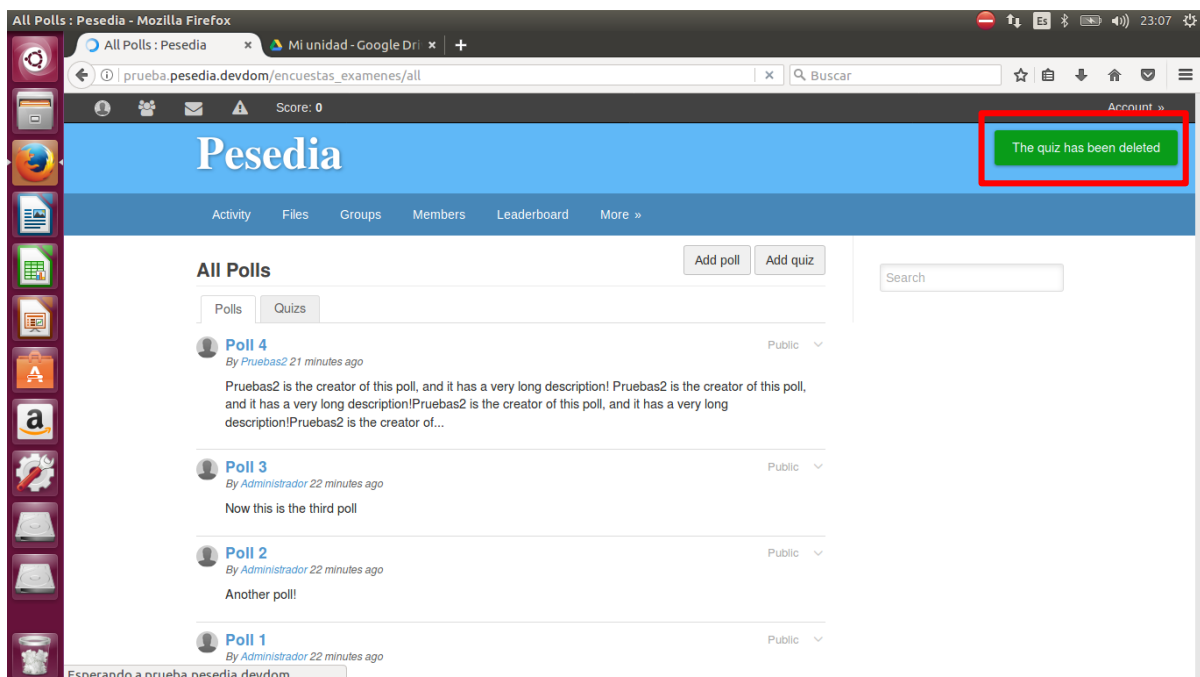 All Polls : Pesedia - Mozilla Firefox
Es
23:07
All Polls : Pesedia
Mi unidad - Google Dri
prueba.pesedia.devdom/encuestas_examenes/all
Buscar
Score: 0
Account »
Pesedia
The quiz has been deleted
Activity Files Groups Members Leaderboard More »
All Polls
Add poll
Add quiz
Search
Polls
Quizs
Poll 4
Public
By Pruebas2 21 minutes ago
Pruebas2 is the creator of this poll, and it has a very long description! Pruebas2 is the creator of this poll,
and it has a very long description!Pruebas2 is the creator of this poll, and it has a very long
description!Pruebas2 is the creator of...
Poll 3
Public
By Administrador 22 minutes ago
Now this is the third poll
Poll 2
Public
By Administrador 22 minutes ago
Another poll!
Poll 1
Public
By Administrador 22 minutes ago
Esperando a prueba.pesedia.devdom